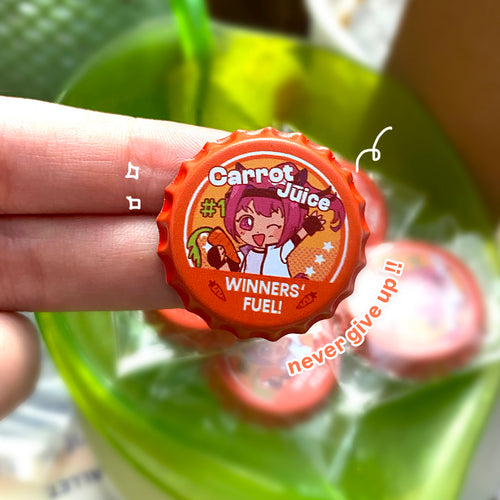 Carrot
Juice
#1
WINNERS'
FUEL!
never give up !!